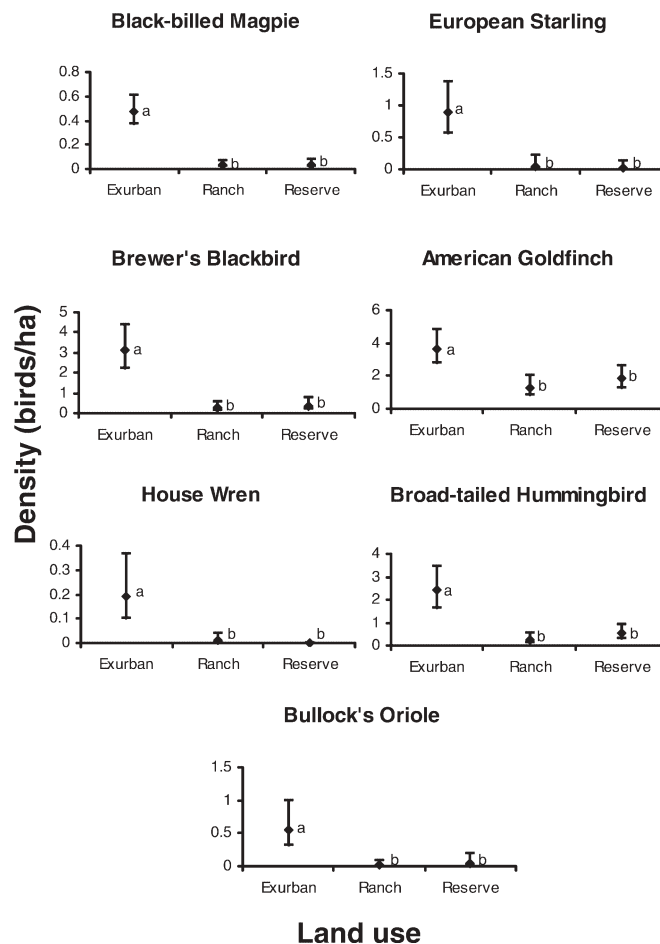 Black-billed Magpie
0.8
0.6
0.4
0.2
0
a
b
b
Exurban Ranch Reserve
European Starling
1.5
1
0.5
0
a
b
b
Exurban Ranch Reserve
Brewer's Blackbird
5
4
3
2
1
0
a
b
b
Exurban Ranch Reserve
American Goldfinch
6
4
2
0
a
b
b
Exurban Ranch Reserve
House Wren
0.4
0.3
0.2
0.1
0
a
b
b
Exurban Ranch Reserve
Broad-tailed Hummingbird
4
3
2
1
0
a
b
b
Exurban Ranch Reserve
Bullock's Oriole
1.5
1
0.5
0
a
b
b
Exurban Ranch Reserve
Density (birds/ha)
Land use